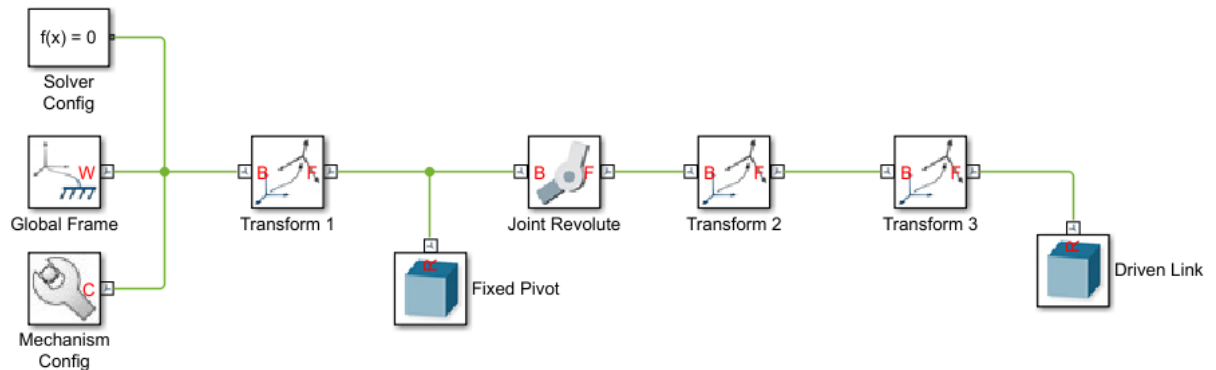 f(x) = 0
Solver
Config
W
Global Frame
C
Mechanism
Config
B F
Transform 1
R
Fixed Pivot
B F
Joint Revolute
B F
Transform 2
B F
Transform 3
R
Driven Link